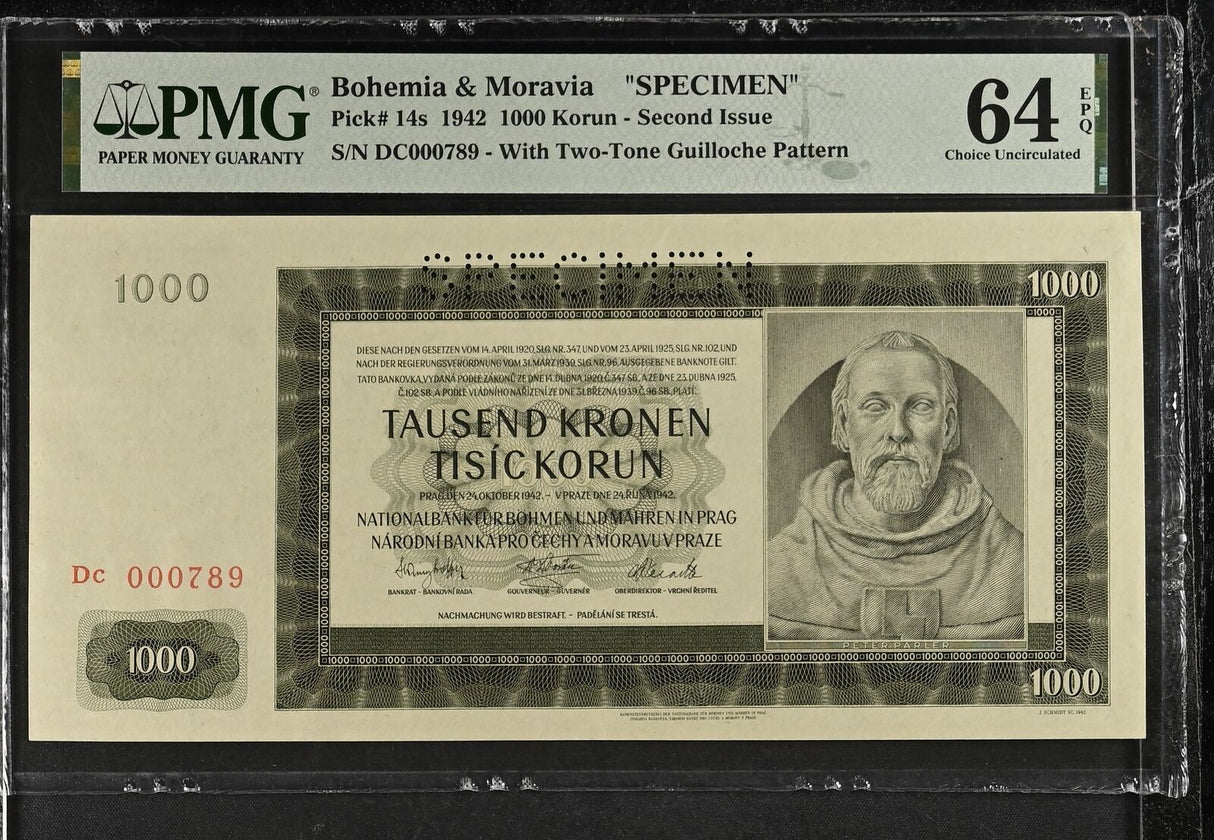 PMG®
PAPER MONEY GUARANTY
Bohemia & Moravia "SPECIMEN"
Pick# 14s 1942 1000 Korun - Second Issue
S/N DC000789 - With Two-Tone Guilloche Pattern
64 EPQ
Choice Uncirculated
SPECIMEN
1000
1000
DIESE NACH DEN GESETZEN VOM 14. APRIL 1920, SLG. NR. 347, UND VOM 23. APRIL 1925, SLG. NR. 102, UND
NACH DER REGIERUNGSVERORDNUNG VOM 31. MÄRZ 1939, SLG. NR. 96, AUSGEGEBENE BANKNOTE GILT.
TATO BANKOVKA, VYDANÁ PODLE ZÁKONŮ ZE DNE 14. DUBNA 1920, Č. 347 SB., A ZE DNE 23. DUBNA 1925,
Č. 102 SB., A PODLE VLÁDNÍHO NAŘÍZENÍ ZE DNE 31. BŘEZNA 1939, Č. 96 SB., PLATÍ.
TAUSEND KRONEN
TISÍC KORUN
PRAG, DEN 24. OKTOBER 1942. – V PRAZE DNE 24. ŘÍJNA 1942.
NATIONALBANK FÜR BÖHMEN UND MÄHREN IN PRAG
NÁRODNÍ BANKA PRO ČECHY A MORAVU V PRAZE
BANKRAT - BANKOVNÍ RADA GOUVERNEUR - GUVERNÉR OBERDIREKTOR - VRCHNÍ ŘEDITEL
NACHMACHUNG WIRD BESTRAFT. – PADĚLÁNÍ SE TRESTÁ.
Dc 000789
1000
PETER PARLER
1000
J. SCHMIDT SC. 1942